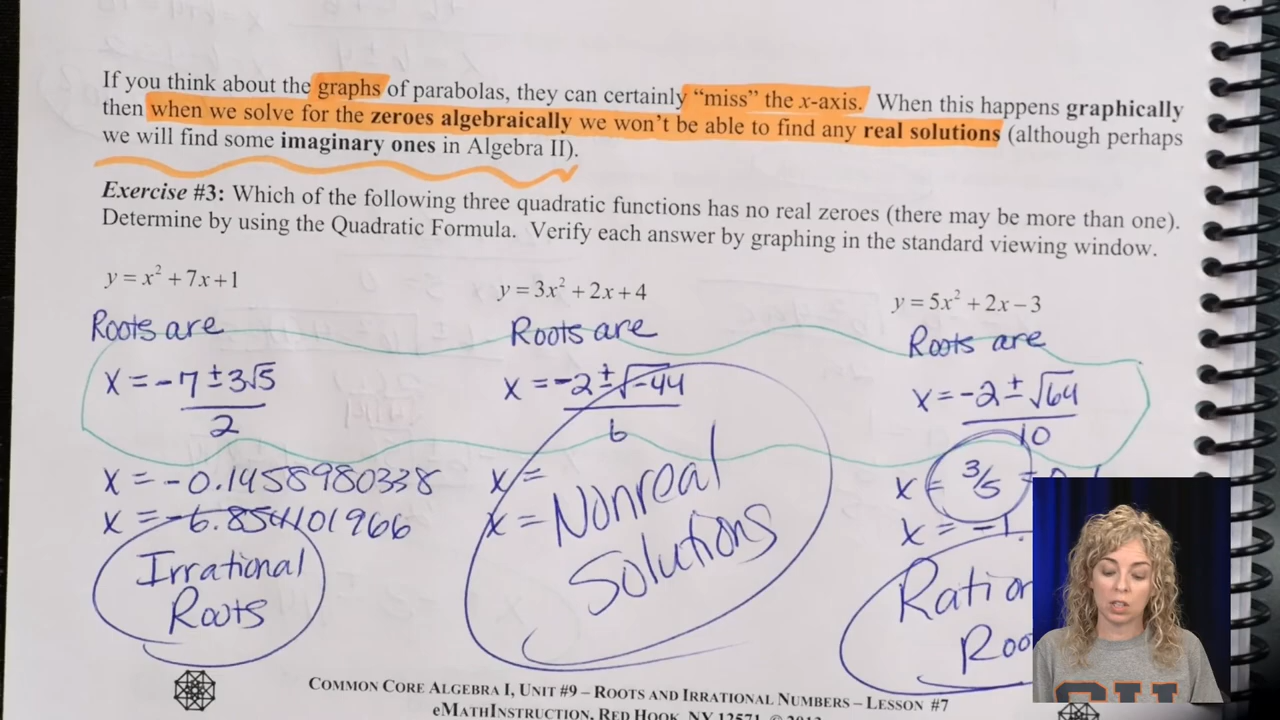 If you think about the graphs of parabolas, they can certainly “miss” the x-axis. When this happens graphically
then when we solve for the zeroes algebraically we won’t be able to find any real solutions (although perhaps
we will find some imaginary ones in Algebra II).
Exercise #3: Which of the following three quadratic functions has no real zeroes (there may be more than one).
Determine by using the Quadratic Formula. Verify each answer by graphing in the standard viewing window.
y = x² + 7x + 1
Roots are
x = -7 ± 3√5
2
x = -0.1458980338
x = -6.854101966
Irrational
Roots
y = 3x² + 2x + 4
Roots are
x = -2 ± √-44
6
x =
x = Nonreal
Solutions
y = 5x² + 2x − 3
Roots are
x = -2 ± √64
10
x = 3/5
x = -1
COMMON CORE ALGEBRA I, UNIT #9 – ROOTS AND IRRATIONAL NUMBERS – LESSON #7
eMATHINSTRUCTION, RED HOOK, NY 12571, ©